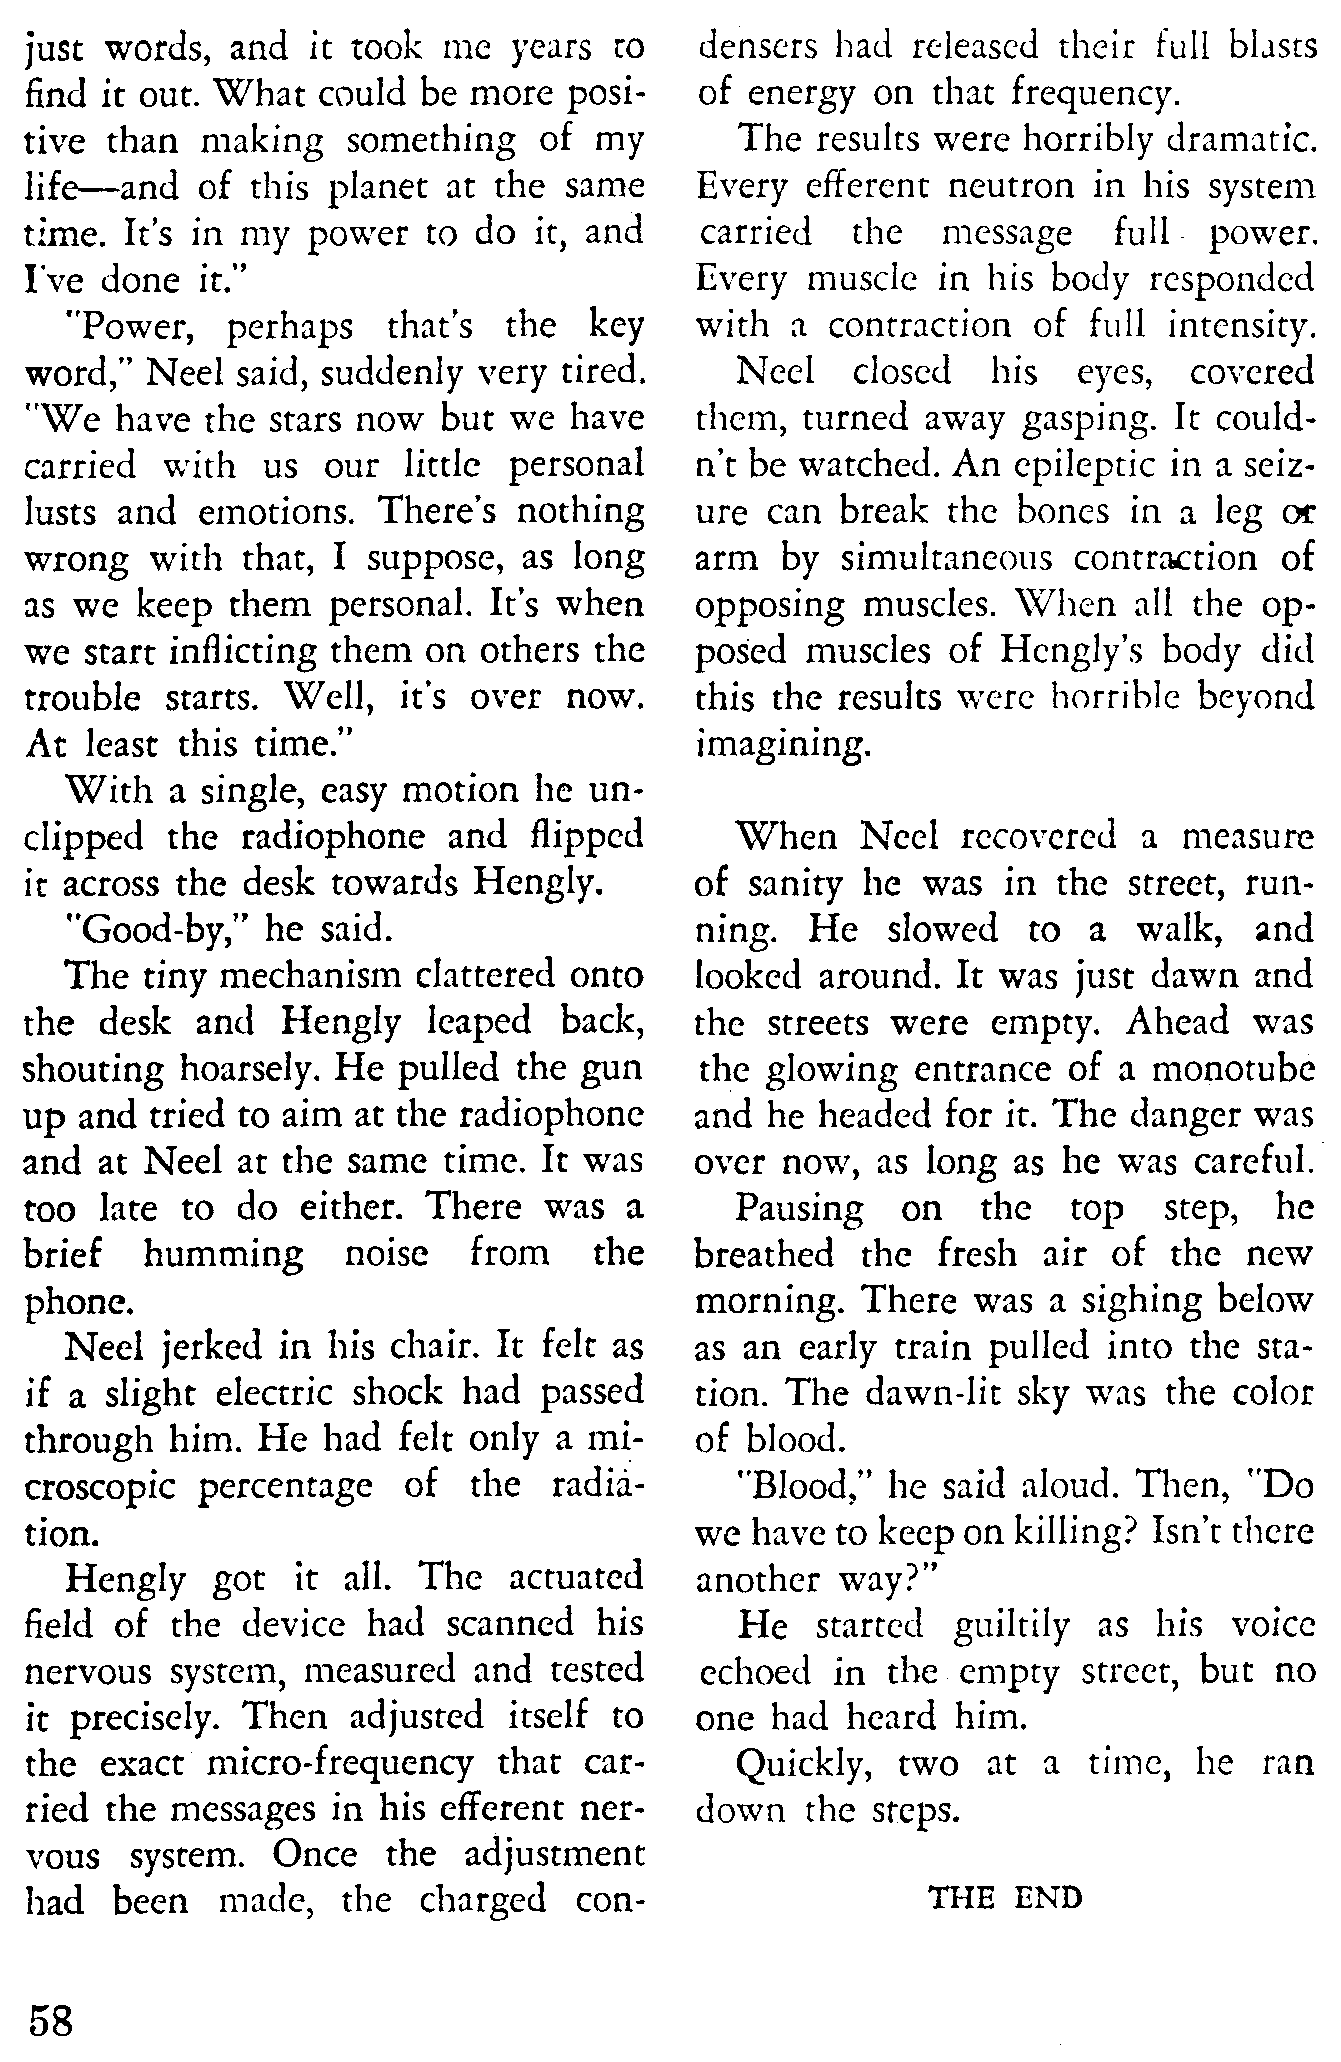 just words, and it took me years to
find it out. What could be more posi-
tive than making something of my
life—and of this planet at the same
time. It's in my power to do it, and
I've done it."
"Power, perhaps that's the key
word," Neel said, suddenly very tired.
"We have the stars now but we have
carried with us our little personal
lusts and emotions. There's nothing
wrong with that, I suppose, as long
as we keep them personal. It's when
we start inflicting them on others the
trouble starts. Well, it's over now.
At least this time."
With a single, easy motion he un-
clipped the radiophone and flipped
it across the desk towards Hengly.
"Good-by," he said.
The tiny mechanism clattered onto
the desk and Hengly leaped back,
shouting hoarsely. He pulled the gun
up and tried to aim at the radiophone
and at Neel at the same time. It was
too late to do either. There was a
brief humming noise from the
phone.
Neel jerked in his chair. It felt as
if a slight electric shock had passed
through him. He had felt only a mi-
croscopic percentage of the radia-
tion.
Hengly got it all. The actuated
field of the device had scanned his
nervous system, measured and tested
it precisely. Then adjusted itself to
the exact micro-frequency that car-
ried the messages in his efferent ner-
vous system. Once the adjustment
had been made, the charged con-
densers had released their full blasts
of energy on that frequency.
The results were horribly dramatic.
Every efferent neutron in his system
carried the message full power.
Every muscle in his body responded
with a contraction of full intensity.
Neel closed his eyes, covered
them, turned away gasping. It could-
n't be watched. An epileptic in a seiz-
ure can break the bones in a leg or
arm by simultaneous contraction of
opposing muscles. When all the op-
posed muscles of Hengly's body did
this the results were horrible beyond
imagining.
When Neel recovered a measure
of sanity he was in the street, run-
ning. He slowed to a walk, and
looked around. It was just dawn and
the streets were empty. Ahead was
the glowing entrance of a monotube
and he headed for it. The danger was
over now, as long as he was careful.
Pausing on the top step, he
breathed the fresh air of the new
morning. There was a sighing below
as an early train pulled into the sta-
tion. The dawn-lit sky was the color
of blood.
"Blood," he said aloud. Then, "Do
we have to keep on killing? Isn't there
another way?"
He started guiltily as his voice
echoed in the empty street, but no
one had heard him.
Quickly, two at a time, he ran
down the steps.
THE END
58